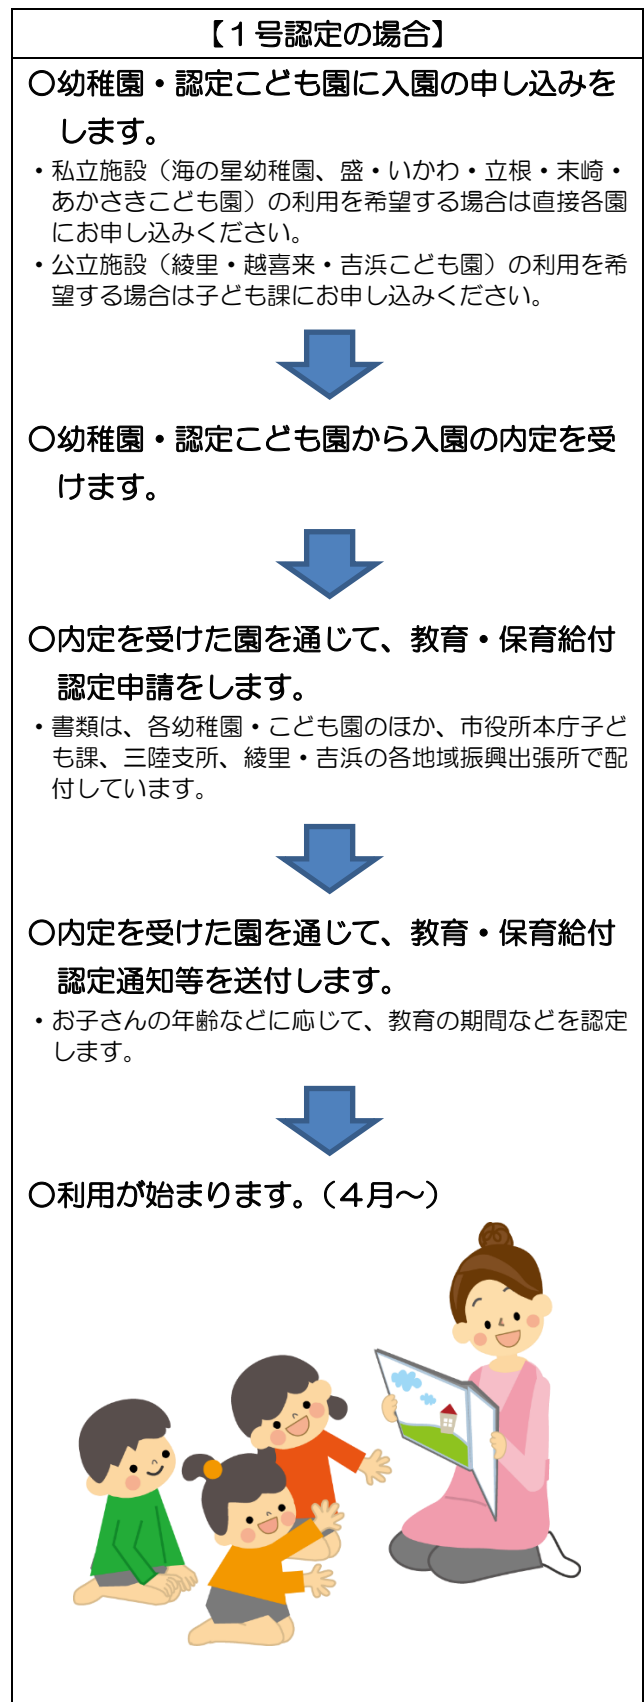 【１号認定の場合】
〇幼稚園・認定こども園に入園の申し込みを
します。
・私立施設（海の星幼稚園、盛・いかわ・立根・末崎・
あかさきこども園）の利用を希望する場合は直接各園
にお申し込みください。
・公立施設（綾里・越喜来・吉浜こども園）の利用を希
望する場合は子ども課にお申し込みください。
〇幼稚園・認定こども園から入園の内定を受
けます。
〇内定を受けた園を通じて、教育・保育給付
認定申請をします。
・書類は、各幼稚園・こども園のほか、市役所本庁子ど
も課、三陸支所、綾里・吉浜の各地域振興出張所で配
付しています。
〇内定を受けた園を通じて、教育・保育給付
認定通知等を送付します。
・お子さんの年齢などに応じて、教育の期間などを認定
します。
〇利用が始まります。（４月～）